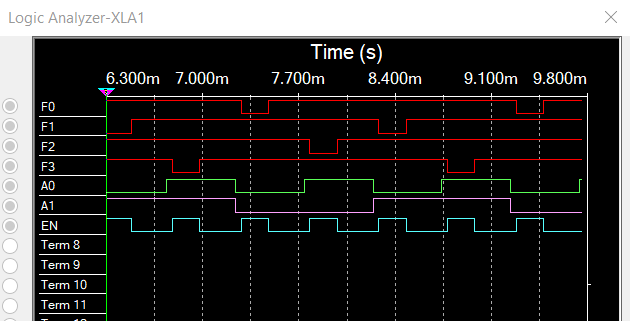 Logic Analyzer-XLA1
Time (s)
6.300m 7.000m 7.700m 8.400m 9.100m 9.800m
F0
F1
F2
F3
A0
A1
EN
Term 8
Term 9
Term 10
Term 11